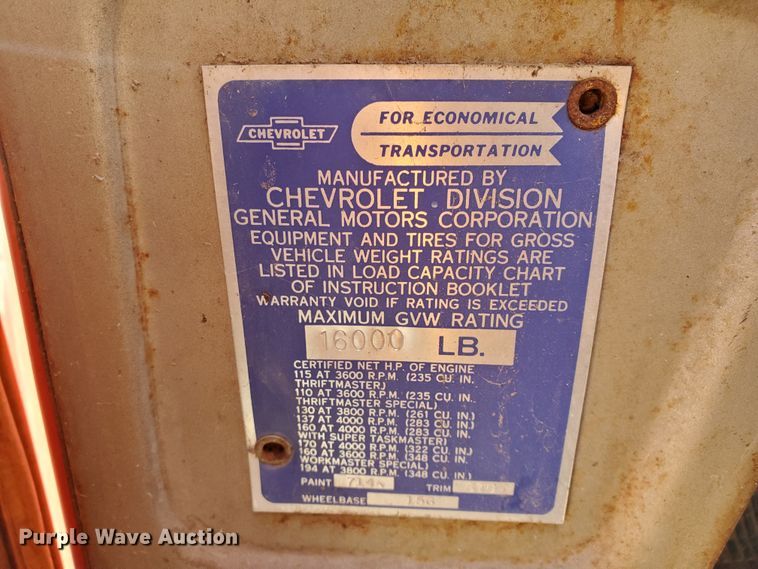 CHEVROLET
FOR ECONOMICAL
TRANSPORTATION
MANUFACTURED BY
CHEVROLET DIVISION
GENERAL MOTORS CORPORATION
EQUIPMENT AND TIRES FOR GROSS
VEHICLE WEIGHT RATINGS ARE
LISTED IN LOAD CAPACITY CHART
OF INSTRUCTION BOOKLET
WARRANTY VOID IF RATING IS EXCEEDED
MAXIMUM GVW RATING
16000 LB.
CERTIFIED NET H.P. OF ENGINE
115 AT 3600 R.P.M. (235 CU. IN.
THRIFTMASTER)
110 AT 3600 R.P.M. (235 CU. IN.
THRIFTMASTER SPECIAL)
130 AT 3800 R.P.M. (261 CU. IN.)
137 AT 4000 R.P.M. (283 CU. IN.)
160 AT 4000 R.P.M. (283 CU. IN.
WITH SUPER TASKMASTER)
170 AT 4000 R.P.M. (322 CU. IN.)
160 AT 3600 R.P.M. (348 CU. IN.
WORKMASTER SPECIAL)
194 AT 3800 R.P.M. (348 CU. IN.)
PAINT 714A TRIM
WHEELBASE
Purple Wave Auction